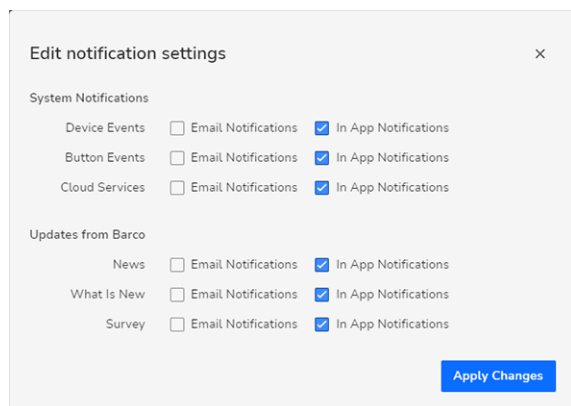 Edit notification settings
System Notifications
Device Events Email Notifications In App Notifications
Button Events Email Notifications In App Notifications
Cloud Services Email Notifications In App Notifications
Updates from Barco
News Email Notifications In App Notifications
What Is New Email Notifications In App Notifications
Survey Email Notifications In App Notifications
Apply Changes